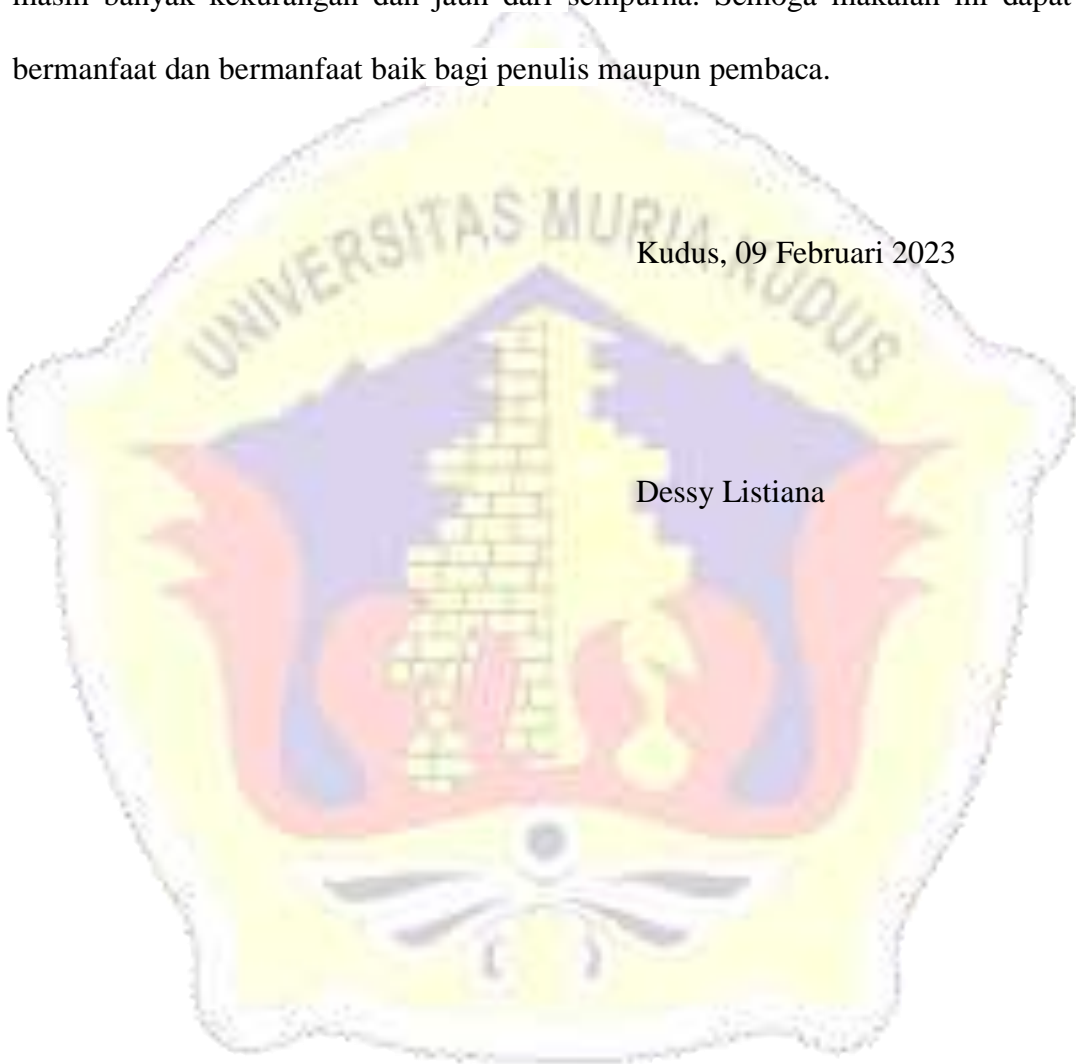 masih banyak kekurangan dan jauh dari sempurna. Semoga makalah ini dapat
bermanfaat dan bermanfaat baik bagi penulis maupun pembaca.
UNIVERSITAS MURIA KUDUS
Kudus, 09 Februari 2023
Dessy Listiana